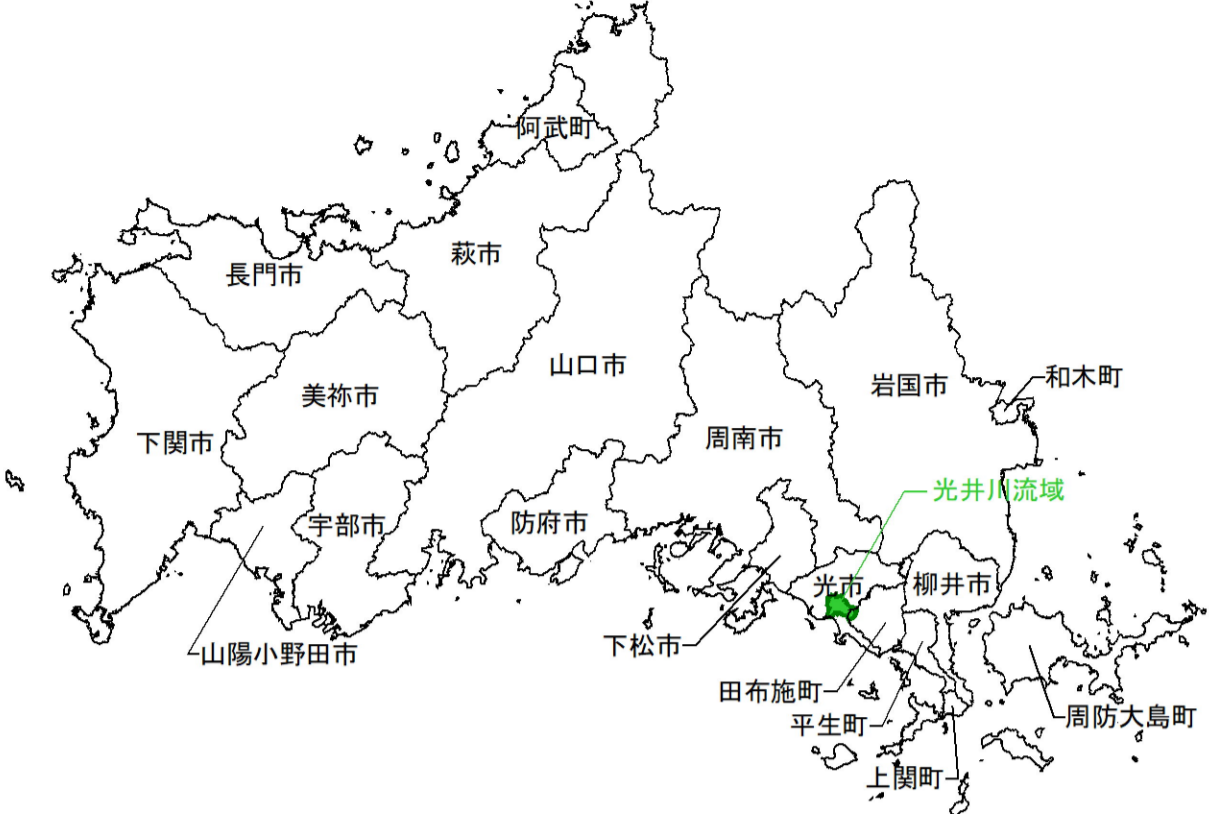 阿武町
萩市
長門市
山口市
美祢市
岩国市
和木町
下関市
周南市
光井川流域
宇部市
防府市
光市
柳井市
山陽小野田市
下松市
田布施町
平生町
周防大島町
上関町